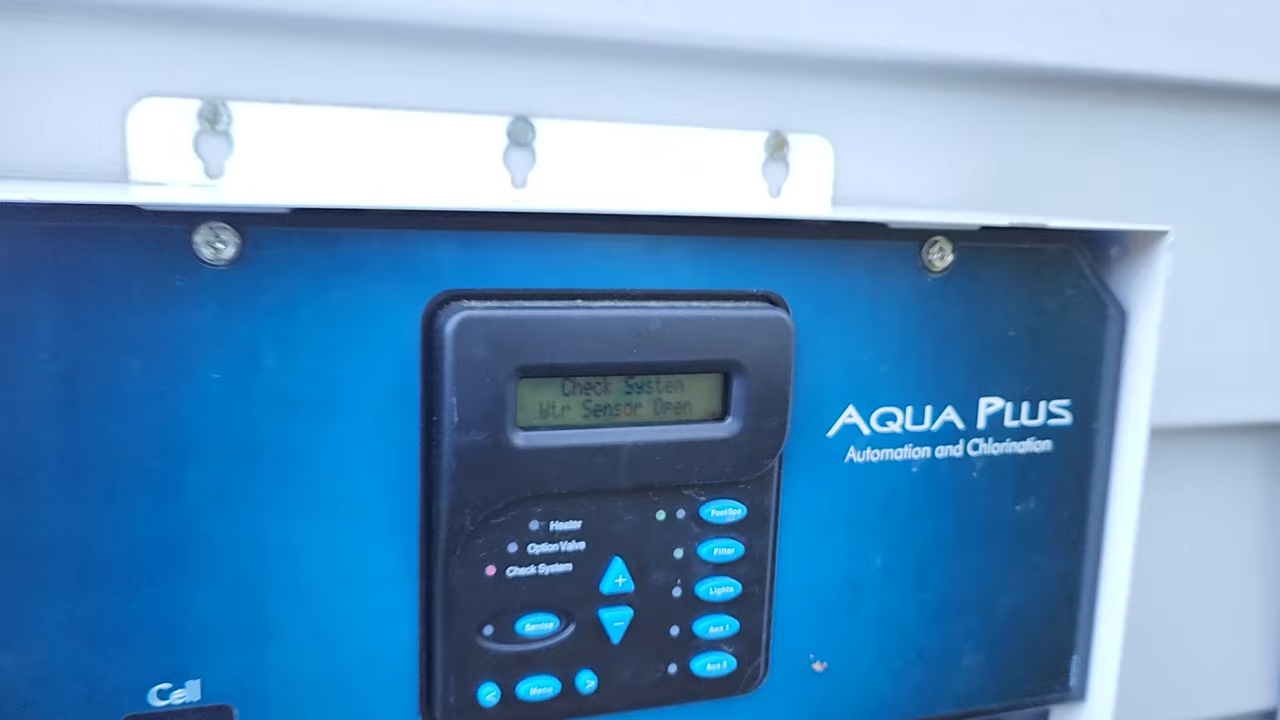 Check System
Wtr Sensor Open
AQUA PLUS
Automation and Chlorination
Heater
Option Valve
Check System
Service
Menu
<
>
+
−
Pool/Spa
Filter
Lights
Aux 1
Aux 2
Cell